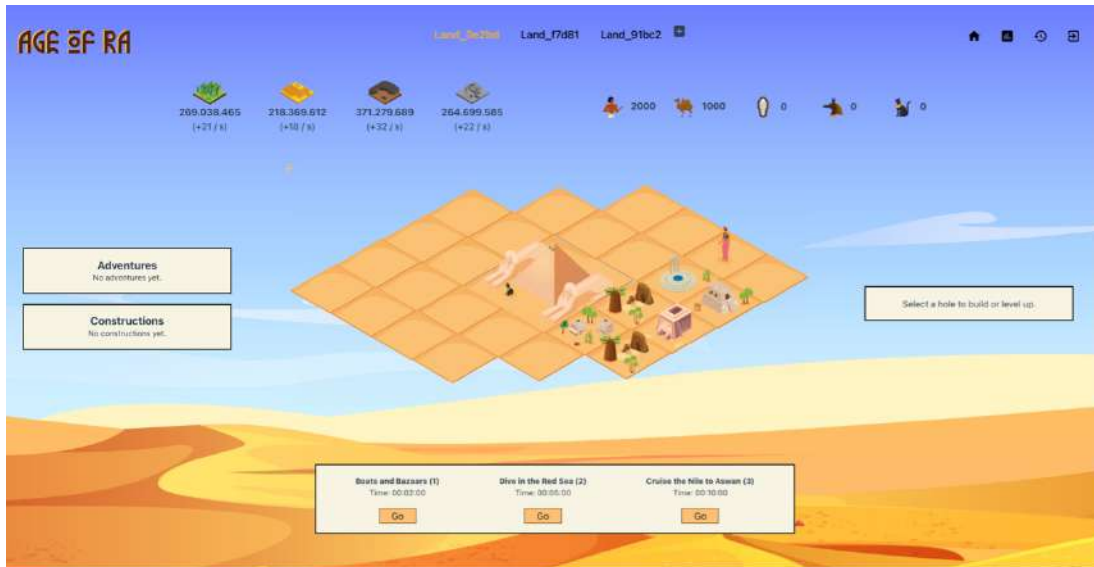 AGE OF RA
Land_f7d81 Land_91bc2
269.038.465 218.369.612 371.279.689 264.699.585
(+21 / s) (+18 / s) (+32 / s) (+22 / s)
2000 1000 0 0 0
Adventures
No adventures yet.
Constructions
No constructions yet.
Select a hole to build or level up.
Boats and Bazaars (1) Dive in the Red Sea (2) Cruise the Nile to Aswan (3)
Time: 00:02:00 Time: 00:05:00 Time: 00:10:00
Go Go Go